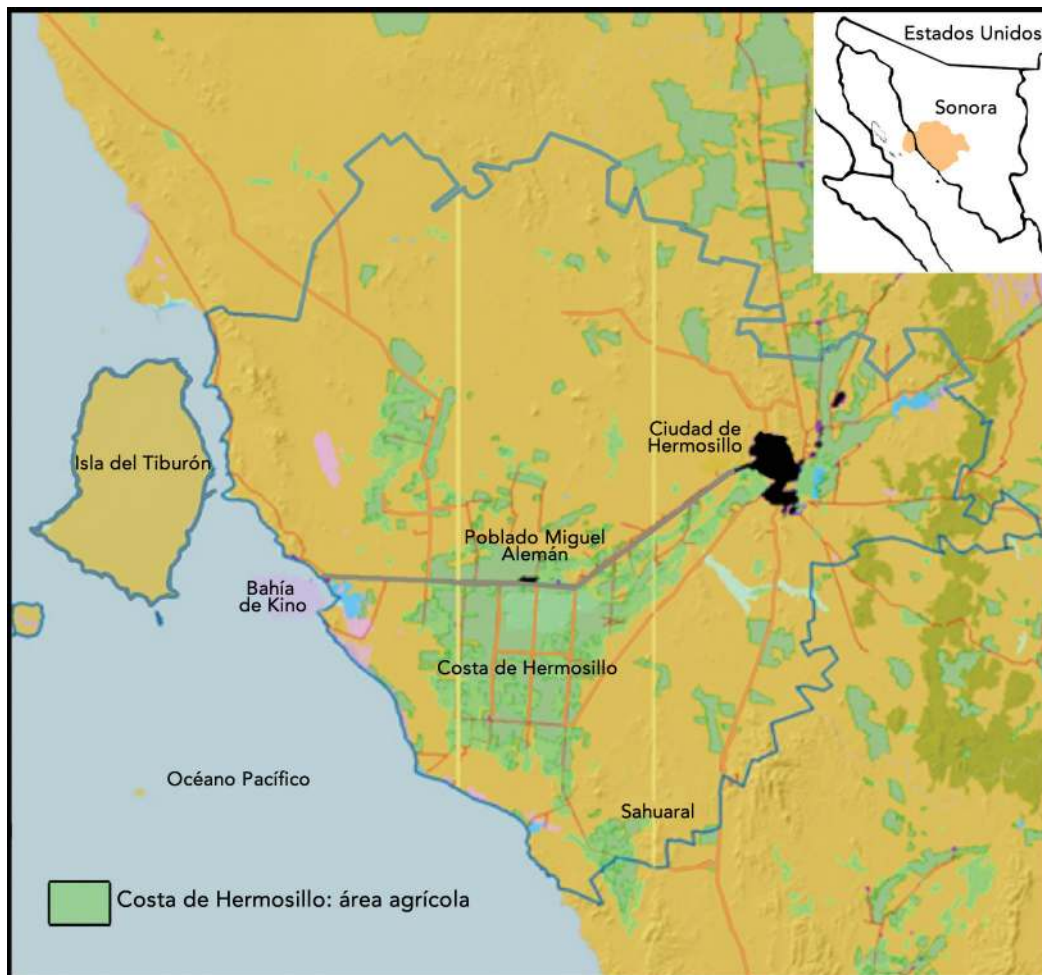 Estados Unidos
Sonora
Ciudad de
Hermosillo
Isla del Tiburón
Poblado Miguel
Alemán
Bahía
de Kino
Costa de Hermosillo
Océano Pacífico
Sahuaral
Costa de Hermosillo: área agrícola